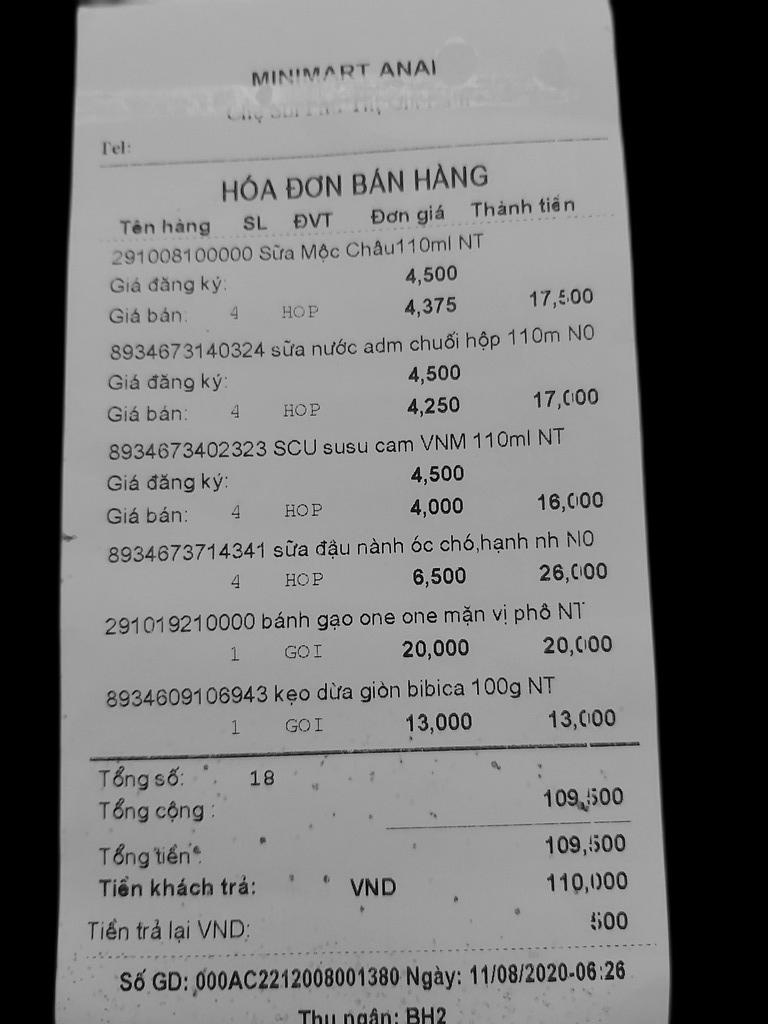 MINIMART ANAI
Tel:
HÓA ĐƠN BÁN HÀNG
Tên hàng SL ĐVT Đơn giá Thành tiền
291008100000 Sữa Mộc Châu110ml NT
Giá đăng ký: 4,500
Giá bán: 4 HOP 4,375 17,500
8934673140324 sữa nước adm chuối hộp 110m N0
Giá đăng ký: 4,500
Giá bán: 4 HOP 4,250 17,000
8934673402323 SCU susu cam VNM 110ml NT
Giá đăng ký: 4,500
Giá bán: 4 HOP 4,000 16,000
8934673714341 sữa đậu nành óc chó,hạnh nh N0
4 HOP 6,500 26,000
291019210000 bánh gạo one one mặn vị phô NT
1 GOI 20,000 20,000
8934609106943 kẹo dừa giòn bibica 100g NT
1 GOI 13,000 13,000
Tổng số: 18
Tổng cộng : 109,500
Tổng tiền: 109,500
Tiền khách trả: VND 110,000
Tiền trả lại VND: 500
Số GD: 000AC2212008001380 Ngày: 11/08/2020-06:26
Thu ngân: BH2